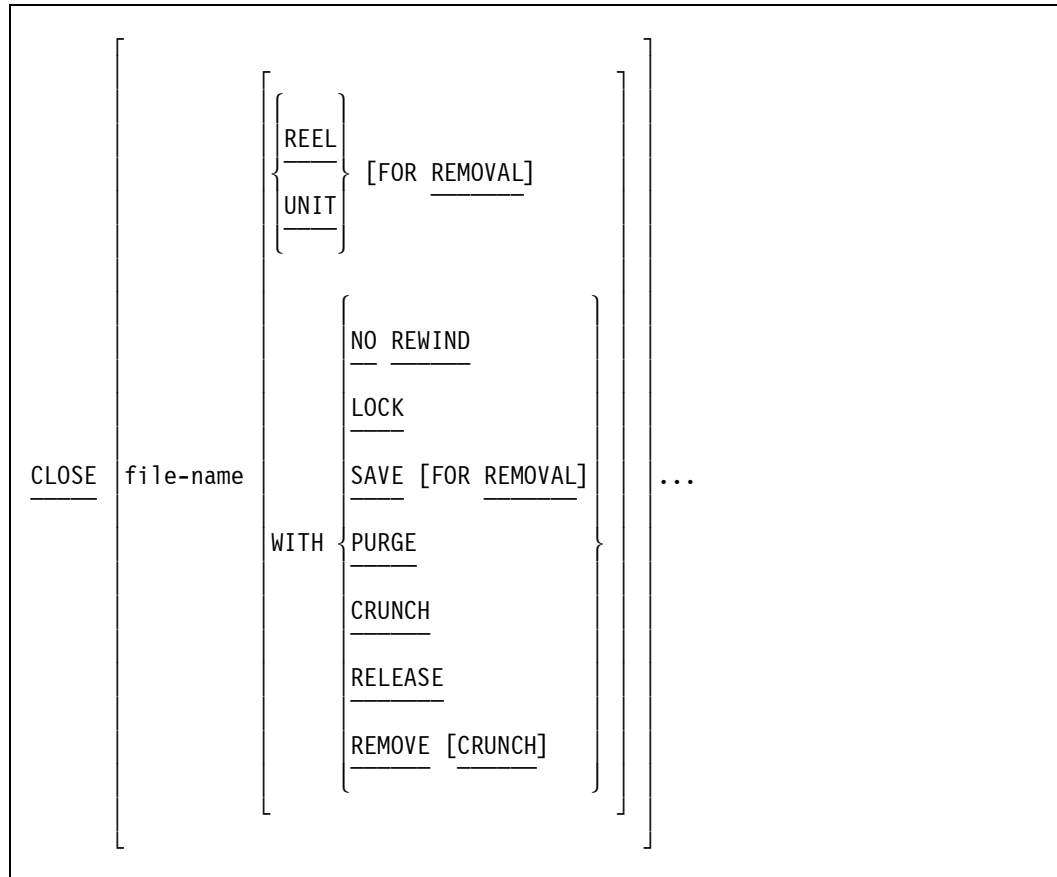 REEL
[FOR REMOVAL]
UNIT
NO REWIND
LOCK
CLOSE file-name SAVE [FOR REMOVAL] ...
WITH PURGE
CRUNCH
RELEASE
REMOVE [CRUNCH]